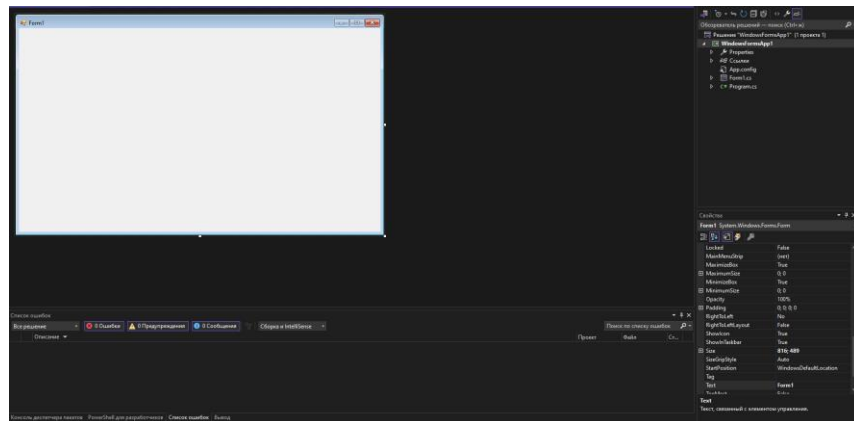 Form1
Обозреватель решений — поиск (Ctrl+ж)
Решение "WindowsFormsApp1" (1 проекта 1)
WindowsFormsApp1
Properties
Ссылки
App.config
Form1.cs
C# Program.cs
Свойства
Form1 System.Windows.Forms.Form
Locked False
MainMenuStrip (нет)
MaximizeBox True
MaximumSize 0; 0
MinimizeBox True
MinimumSize 0; 0
Opacity 100%
Padding 0; 0; 0; 0
RightToLeft No
RightToLeftLayout False
ShowIcon True
ShowInTaskbar True
Size 816; 489
SizeGripStyle Auto
StartPosition WindowsDefaultLocation
Tag
Text Form1
Text
Текст, связанный с элементом управления.
Список ошибок
Все решение
0 Ошибки
0 Предупреждения
0 Сообщения
Сборка и IntelliSense
Поиск по списку ошибок
Описание Проект Файл Ст...
Консоль диспетчера пакетов PowerShell для разработчиков Список ошибок Вывод